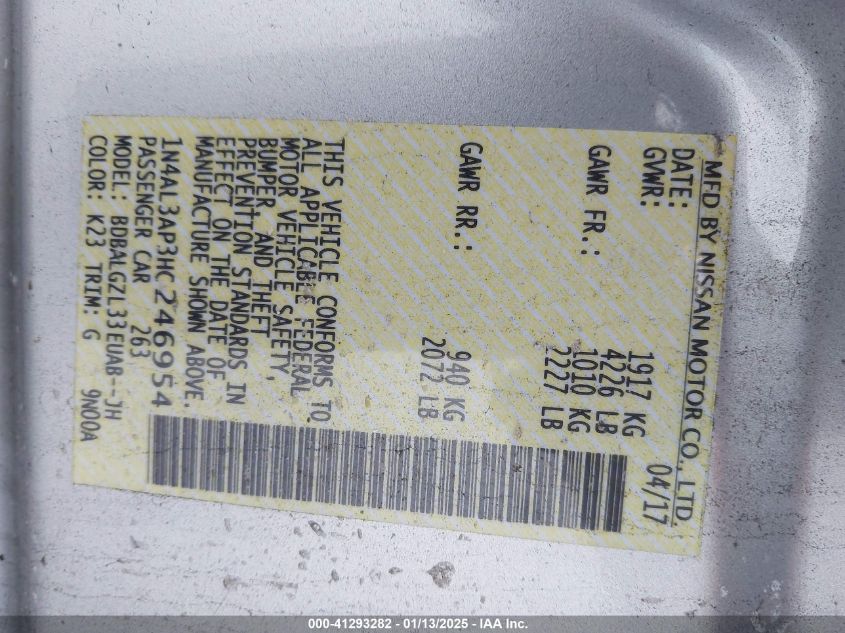 MFD BY NISSAN MOTOR CO., LTD.
DATE: 04/17
GVWR: 1917 KG
4226 LB
GAWR FR.: 1010 KG
2227 LB
GAWR RR.: 940 KG
2072 LB
THIS VEHICLE CONFORMS TO
ALL APPLICABLE FEDERAL
MOTOR VEHICLE SAFETY,
BUMPER, AND THEFT
PREVENTION STANDARDS IN
EFFECT ON THE DATE OF
MANUFACTURE SHOWN ABOVE.
1N4AL3AP3HC246954
PASSENGER CAR 263
MODEL: BDBALGZL33EUAB--JH
COLOR: K23 TRIM: G 9N00A
000-41293282 - 01/13/2025 - IAA Inc.